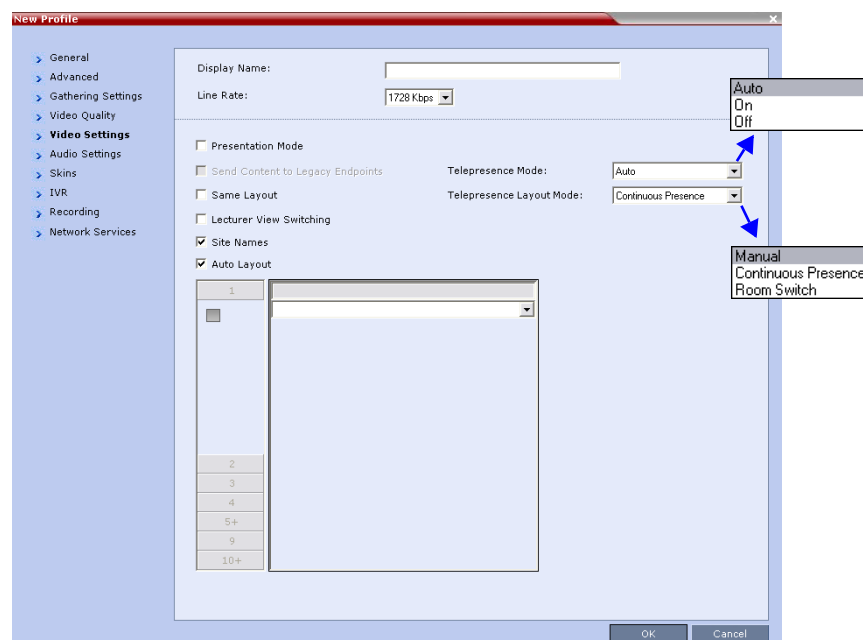 New Profile
General
Advanced
Gathering Settings
Video Quality
Video Settings
Audio Settings
Skins
IVR
Recording
Network Services
Display Name:
Line Rate:
1728 Kbps
Presentation Mode
Send Content to Legacy Endpoints
Same Layout
Lecturer View Switching
Site Names
Auto Layout
Telepresence Mode:
Auto
Telepresence Layout Mode:
Continuous Presence
Auto
On
Off
Manual
Continuous Presence
Room Switch
1
2
3
4
5+
9
10+
OK
Cancel